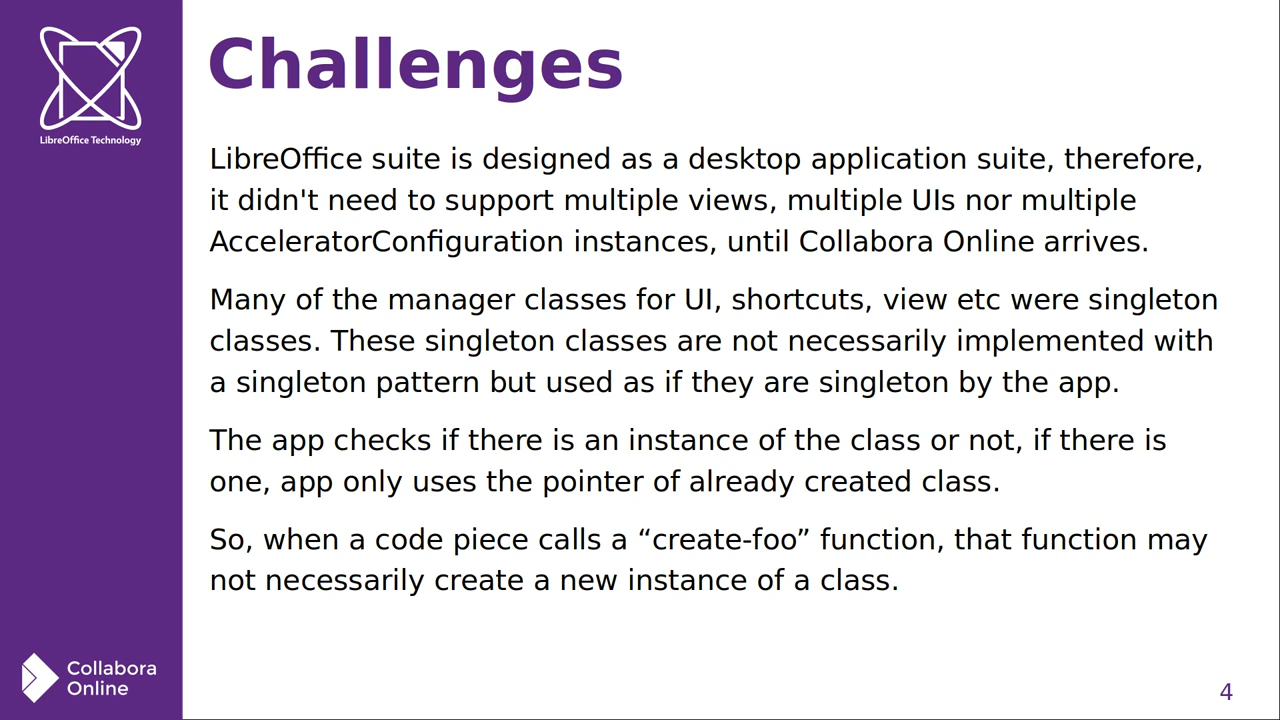 LibreOffice Technology
Challenges
LibreOffice suite is designed as a desktop application suite, therefore,
it didn't need to support multiple views, multiple UIs nor multiple
AcceleratorConfiguration instances, until Collabora Online arrives.
Many of the manager classes for UI, shortcuts, view etc were singleton
classes. These singleton classes are not necessarily implemented with
a singleton pattern but used as if they are singleton by the app.
The app checks if there is an instance of the class or not, if there is
one, app only uses the pointer of already created class.
So, when a code piece calls a “create-foo” function, that function may
not necessarily create a new instance of a class.
Collabora
Online
4